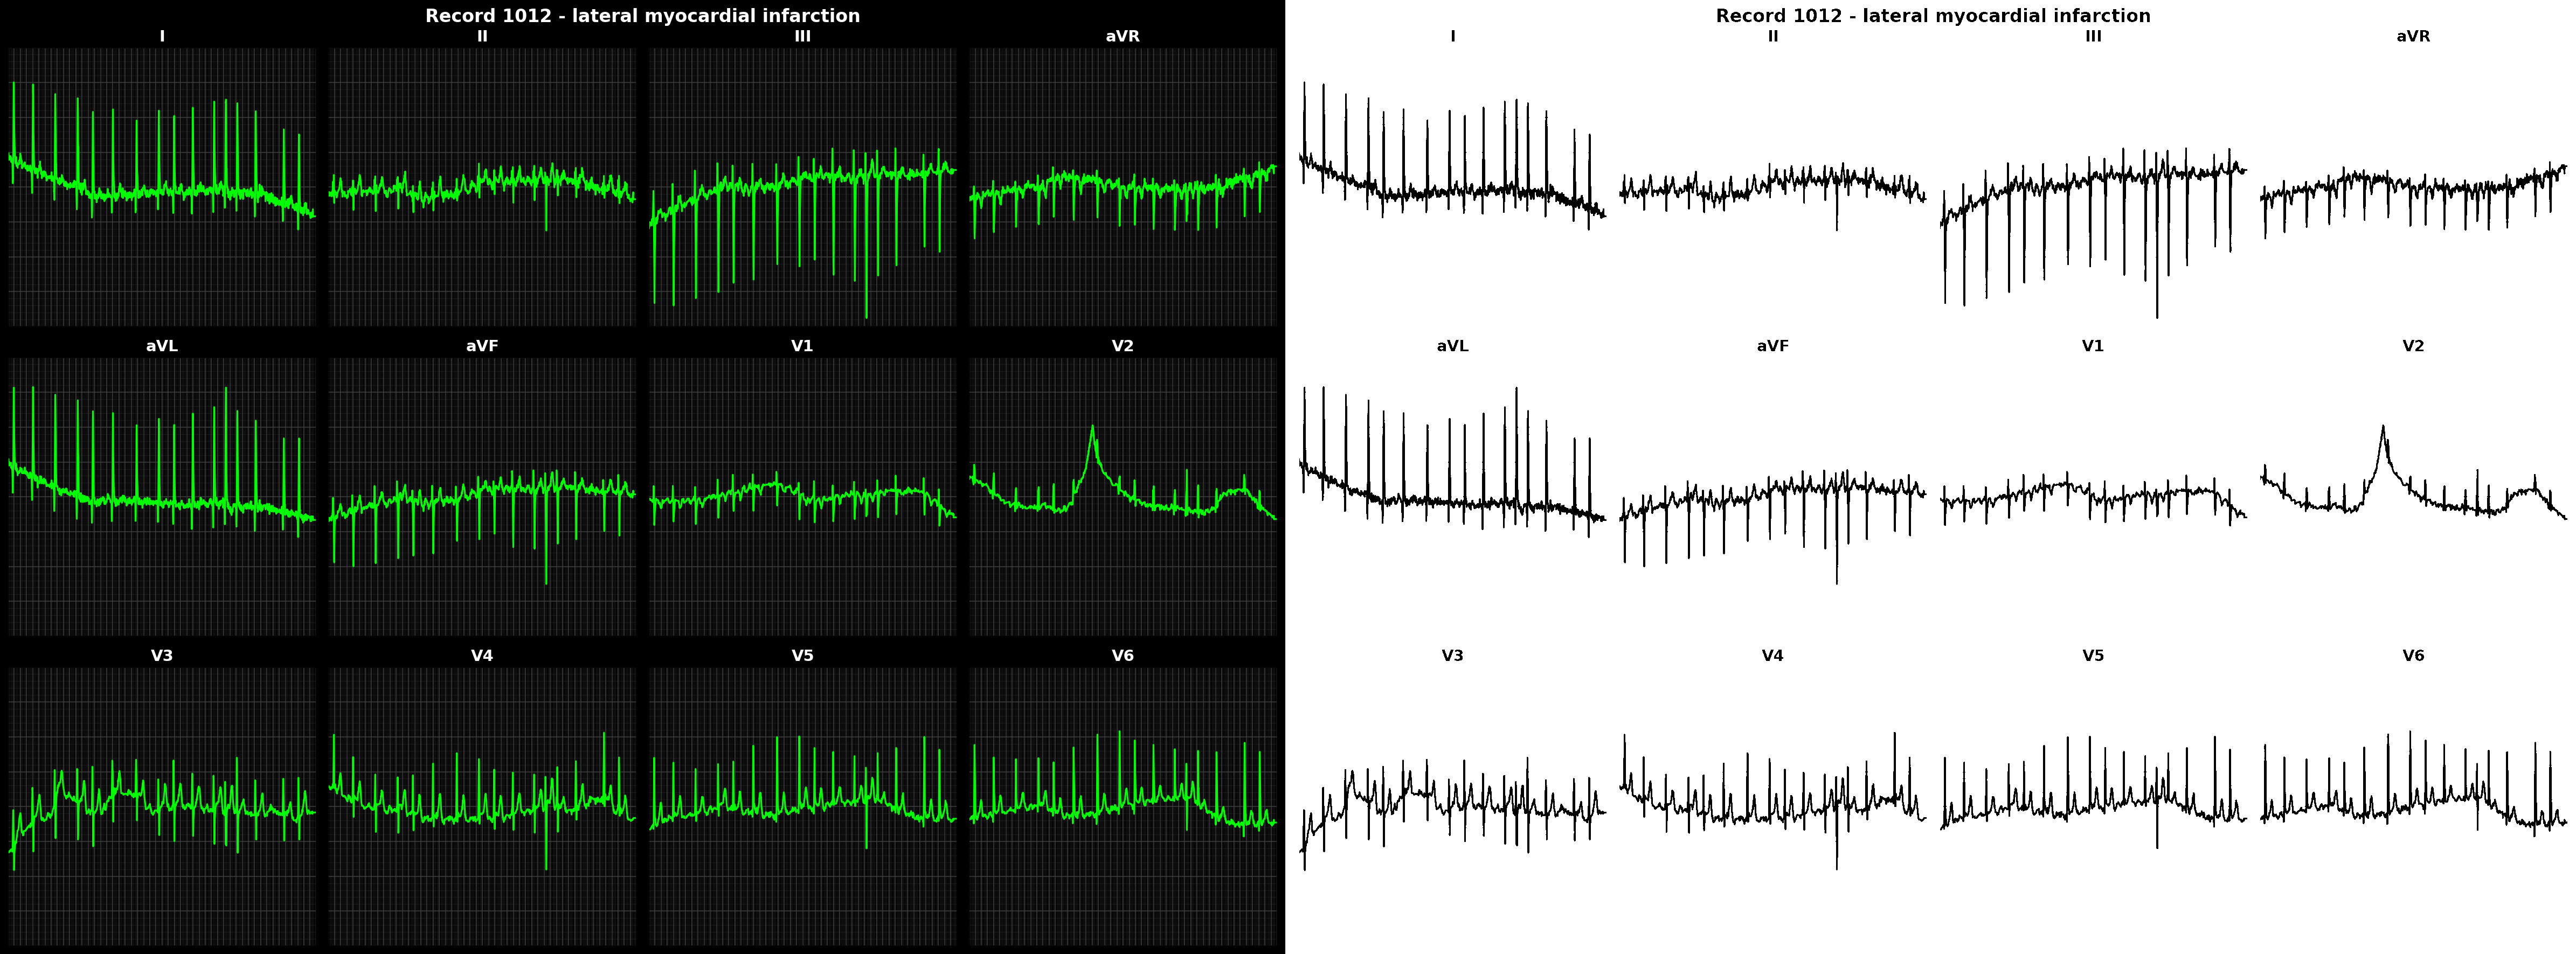 Record 1012 - lateral myocardial infarction
I II III aVR
aVL aVF V1 V2
V3 V4 V5 V6
Record 1012 - lateral myocardial infarction
I II III aVR
aVL aVF V1 V2
V3 V4 V5 V6